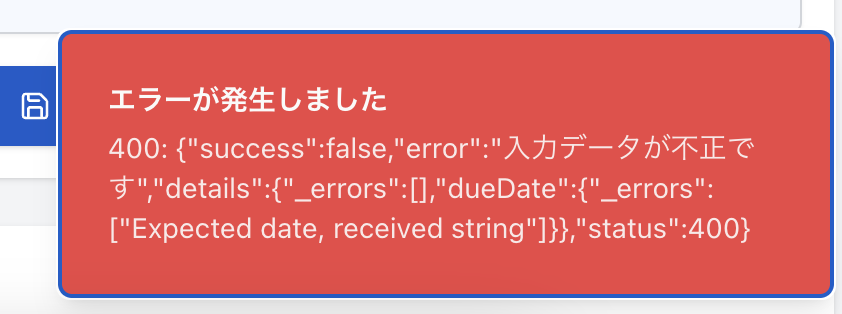 エラーが発生しました
400: {"success":false,"error":"入力データが不正で
す","details":{"_errors":[],"dueDate":{"_errors":
["Expected date, received string"]}},"status":400}